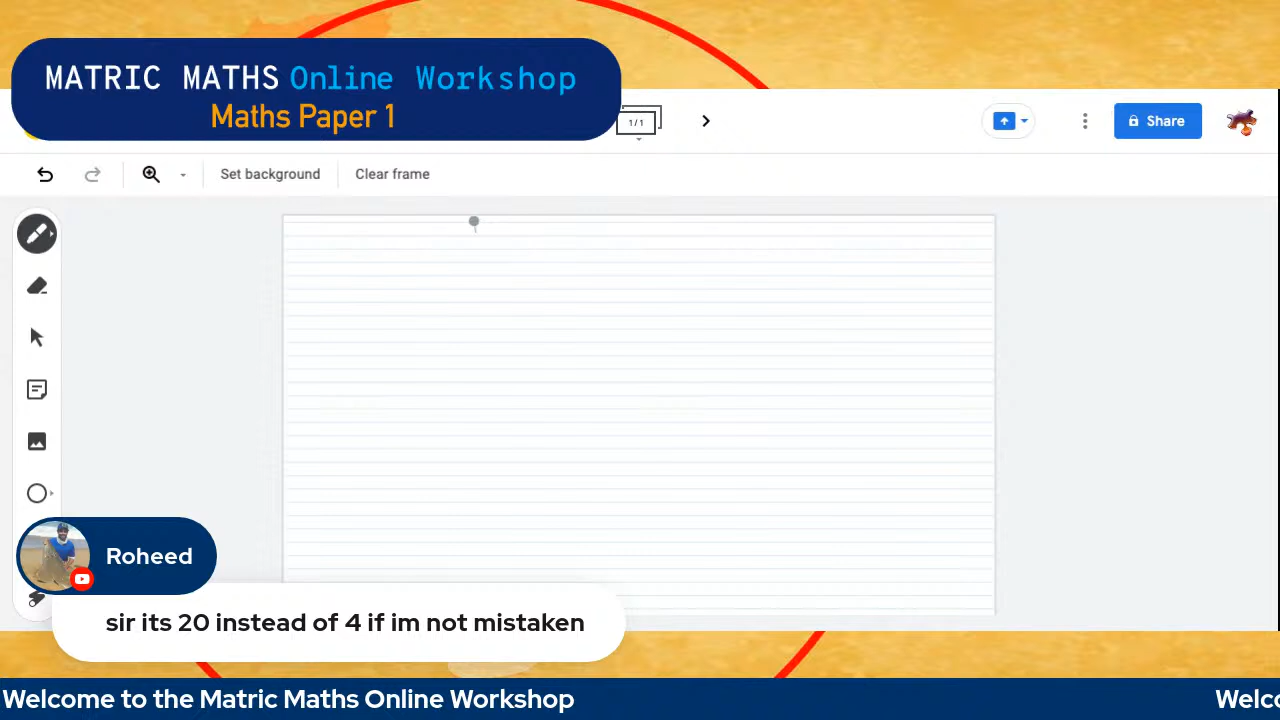 MATRIC MATHS Online Workshop
Maths Paper 1
1/1
Share
Set background
Clear frame
Roheed
sir its 20 instead of 4 if im not mistaken
Welcome to the Matric Maths Online Workshop
Welco